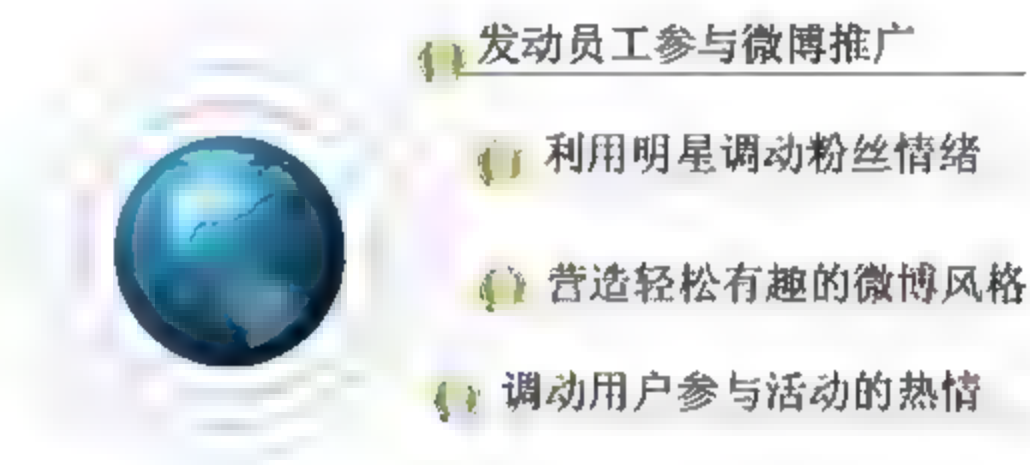 发动员工参与微博推广
利用明星调动粉丝情绪
营造轻松有趣的微博风格
调动用户参与活动的热情